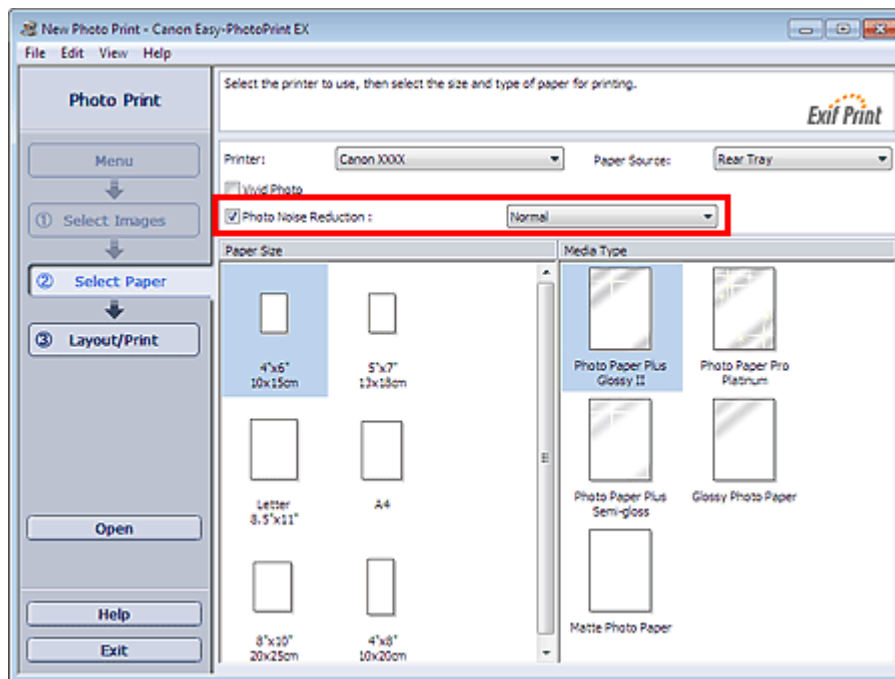 New Photo Print - Canon Easy-PhotoPrint EX
File Edit View Help
Photo Print
Select the printer to use, then select the size and type of paper for printing.
Exif Print
Menu
① Select Images
② Select Paper
③ Layout/Print
Open
Help
Exit
Printer: Canon XXXX Paper Source: Rear Tray
Vivid Photo
Photo Noise Reduction : Normal
Paper Size
4"x6"
10x15cm
5"x7"
13x18cm
Letter
8.5"x11"
A4
8"x10"
20x25cm
4"x8"
10x20cm
Media Type
Photo Paper Plus
Glossy II
Photo Paper Pro
Platinum
Photo Paper Plus
Semi-gloss
Glossy Photo Paper
Matte Photo Paper